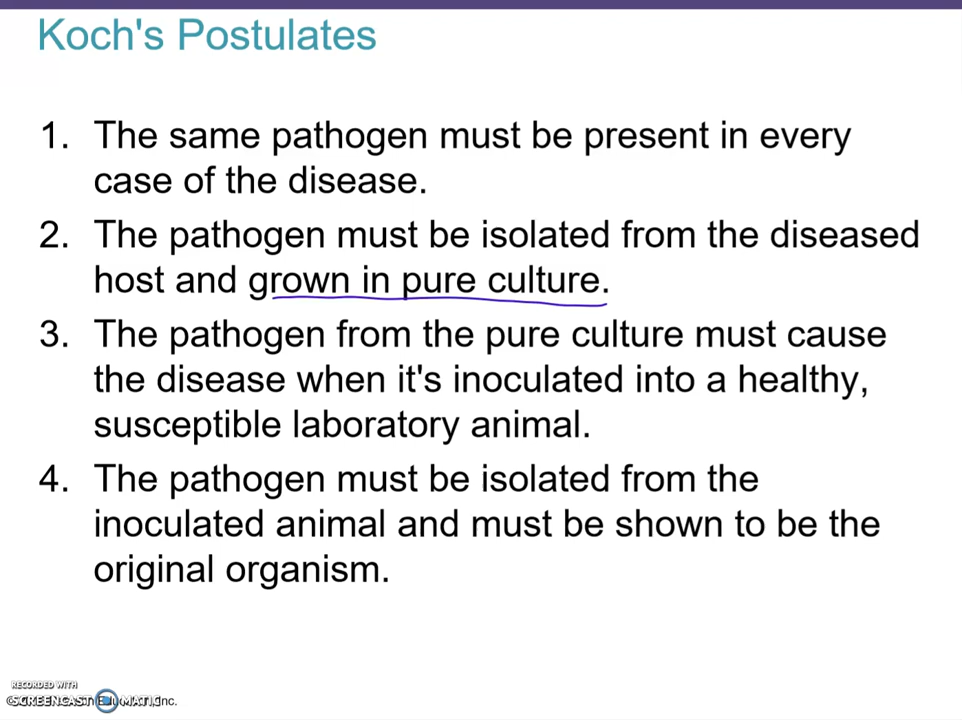 Koch's Postulates
1. The same pathogen must be present in every
case of the disease.
2. The pathogen must be isolated from the diseased
host and grown in pure culture.
3. The pathogen from the pure culture must cause
the disease when it's inoculated into a healthy,
susceptible laboratory animal.
4. The pathogen must be isolated from the
inoculated animal and must be shown to be the
original organism.
RECORDED WITH
SCREENCAST MATIC
Inc.